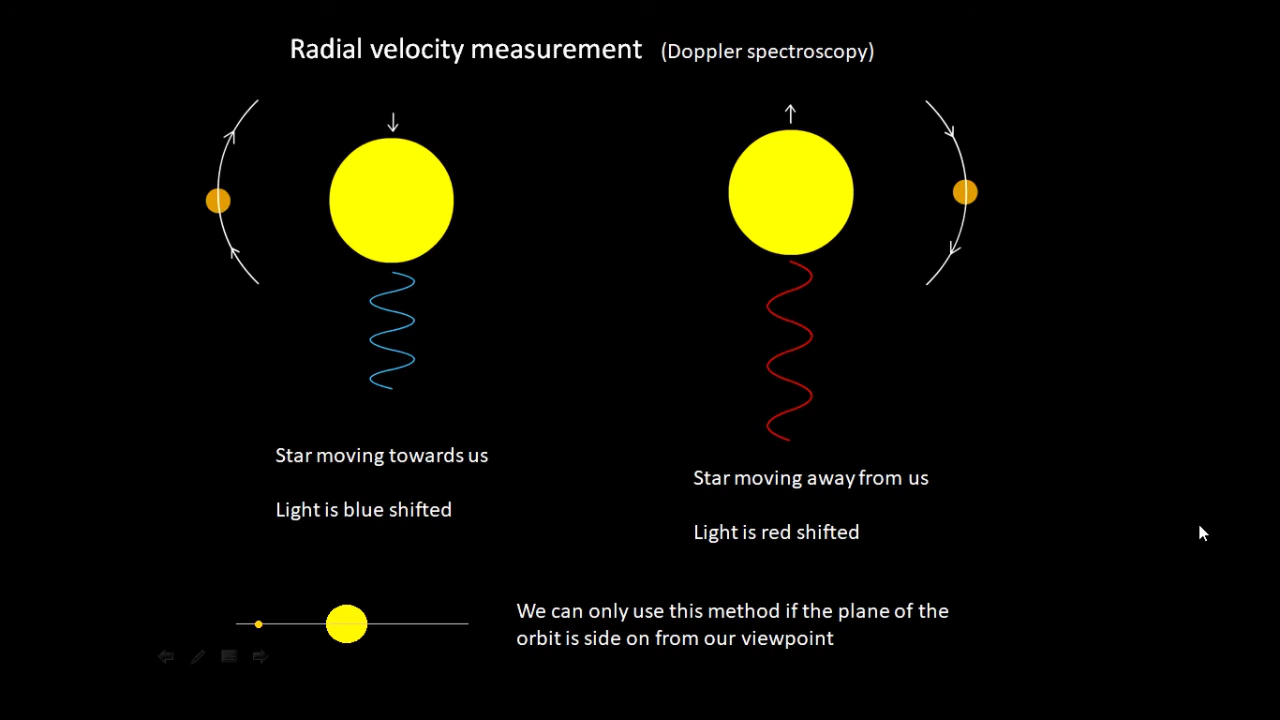 Radial velocity measurement (Doppler spectroscopy)
Star moving towards us
Light is blue shifted
Star moving away from us
Light is red shifted
We can only use this method if the plane of the
orbit is side on from our viewpoint